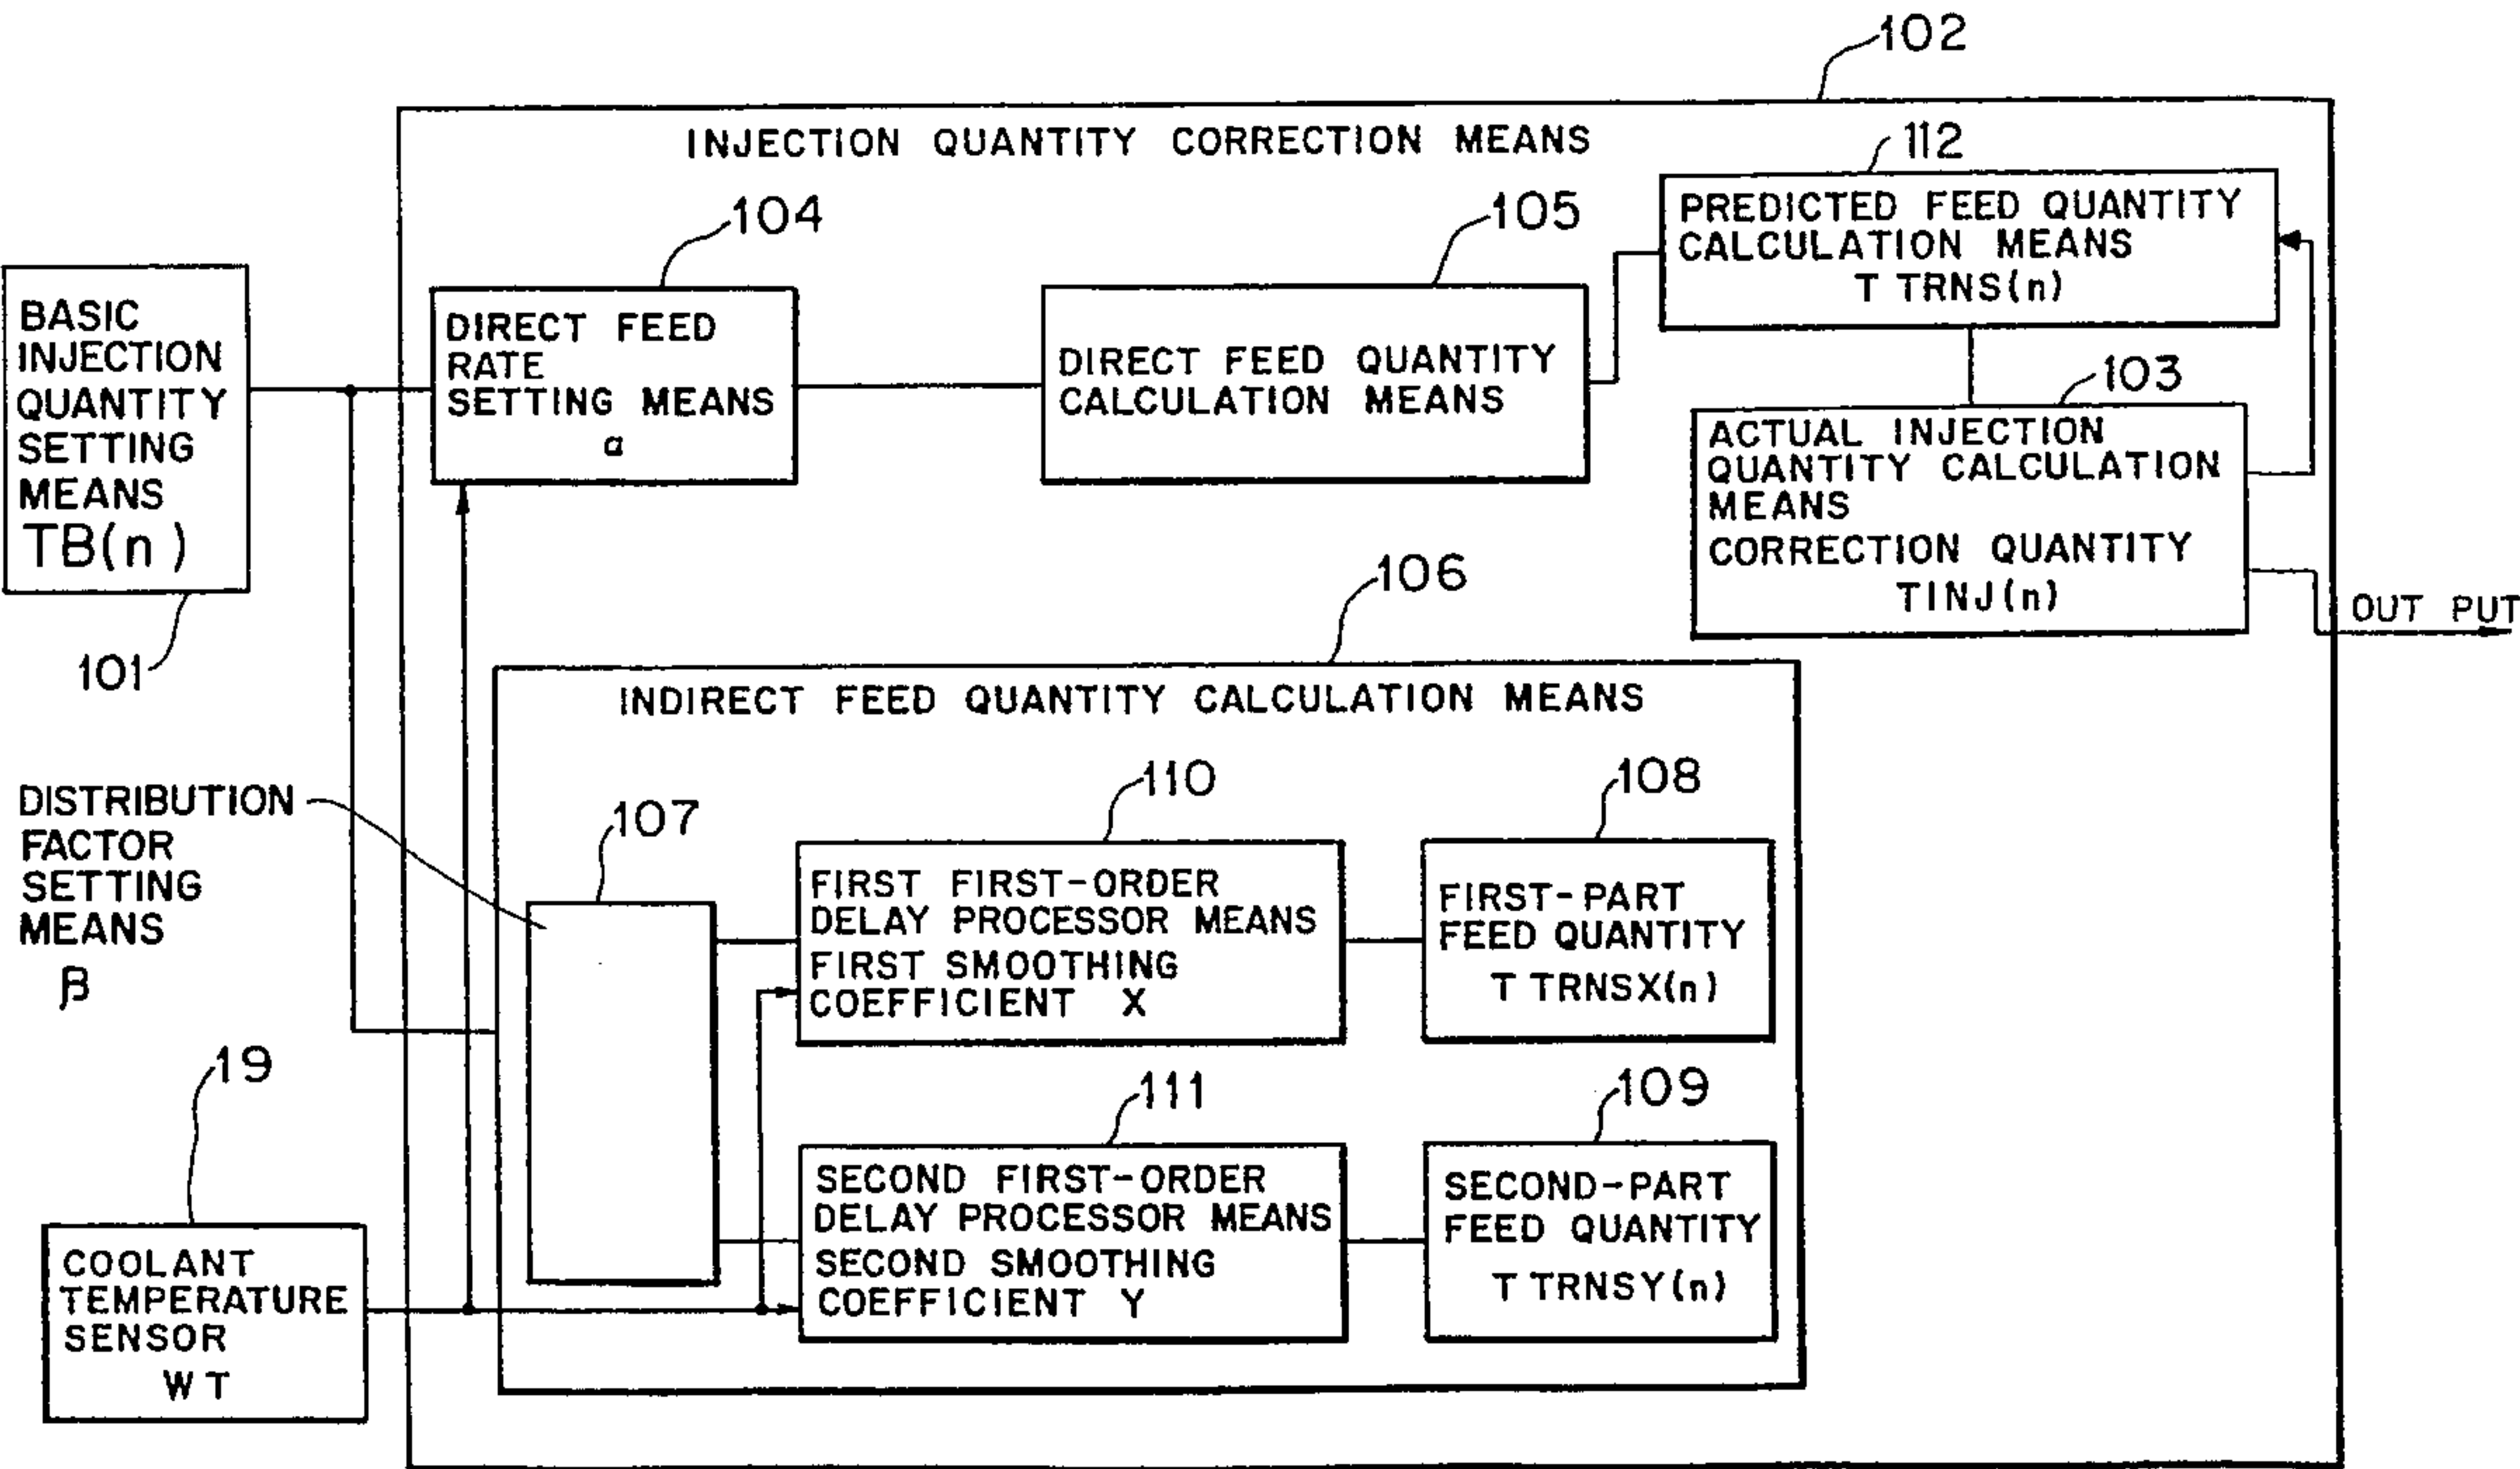 102
INJECTION QUANTITY CORRECTION MEANS
112
PREDICTED FEED QUANTITY
CALCULATION MEANS
T TRNS(n)
104
105
BASIC
INJECTION
QUANTITY
SETTING
MEANS
TB(n)
101
DIRECT FEED
RATE
SETTING MEANS
α
DIRECT FEED QUANTITY
CALCULATION MEANS
103
ACTUAL INJECTION
QUANTITY CALCULATION
MEANS
CORRECTION QUANTITY
TINJ(n)
OUT PUT
106
INDIRECT FEED QUANTITY CALCULATION MEANS
DISTRIBUTION
FACTOR
SETTING
MEANS
β
107
110
FIRST FIRST-ORDER
DELAY PROCESSOR MEANS
FIRST SMOOTHING
COEFFICIENT X
108
FIRST-PART
FEED QUANTITY
T TRNSX(n)
19
COOLANT
TEMPERATURE
SENSOR
WT
111
SECOND FIRST-ORDER
DELAY PROCESSOR MEANS
SECOND SMOOTHING
COEFFICIENT Y
109
SECOND-PART
FEED QUANTITY
T TRNSY(n)